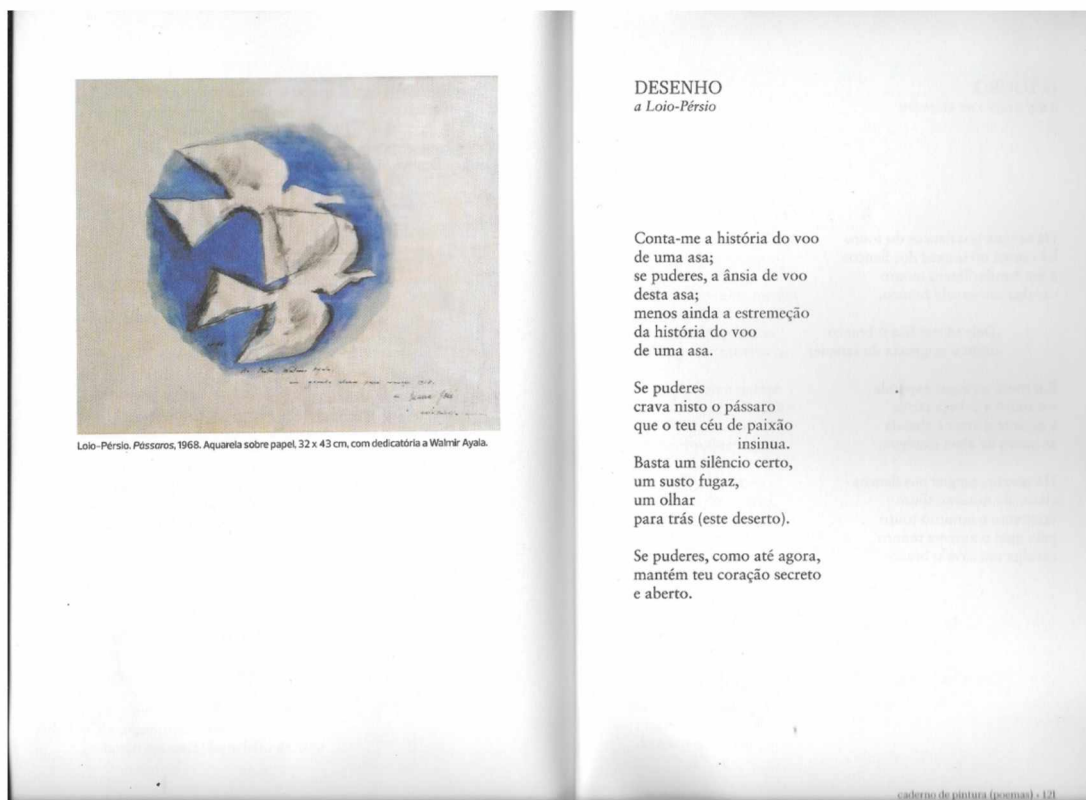 Loio-Pérsio. Pássaros, 1968. Aquarela sobre papel, 32 x 43 cm, com dedicatória a Walmir Ayala.
DESENHO
a Loio-Pérsio
Conta-me a história do voo
de uma asa;
se puderes, a ânsia de voo
desta asa;
menos ainda a estremeção
da história do voo
de uma asa.
Se puderes
crava nisto o pássaro
que o teu céu de paixão
insinua.
Basta um silêncio certo,
um susto fugaz,
um olhar
para trás (este deserto).
Se puderes, como até agora,
mantém teu coração secreto
e aberto.
caderno de pintura (poemas) • 121